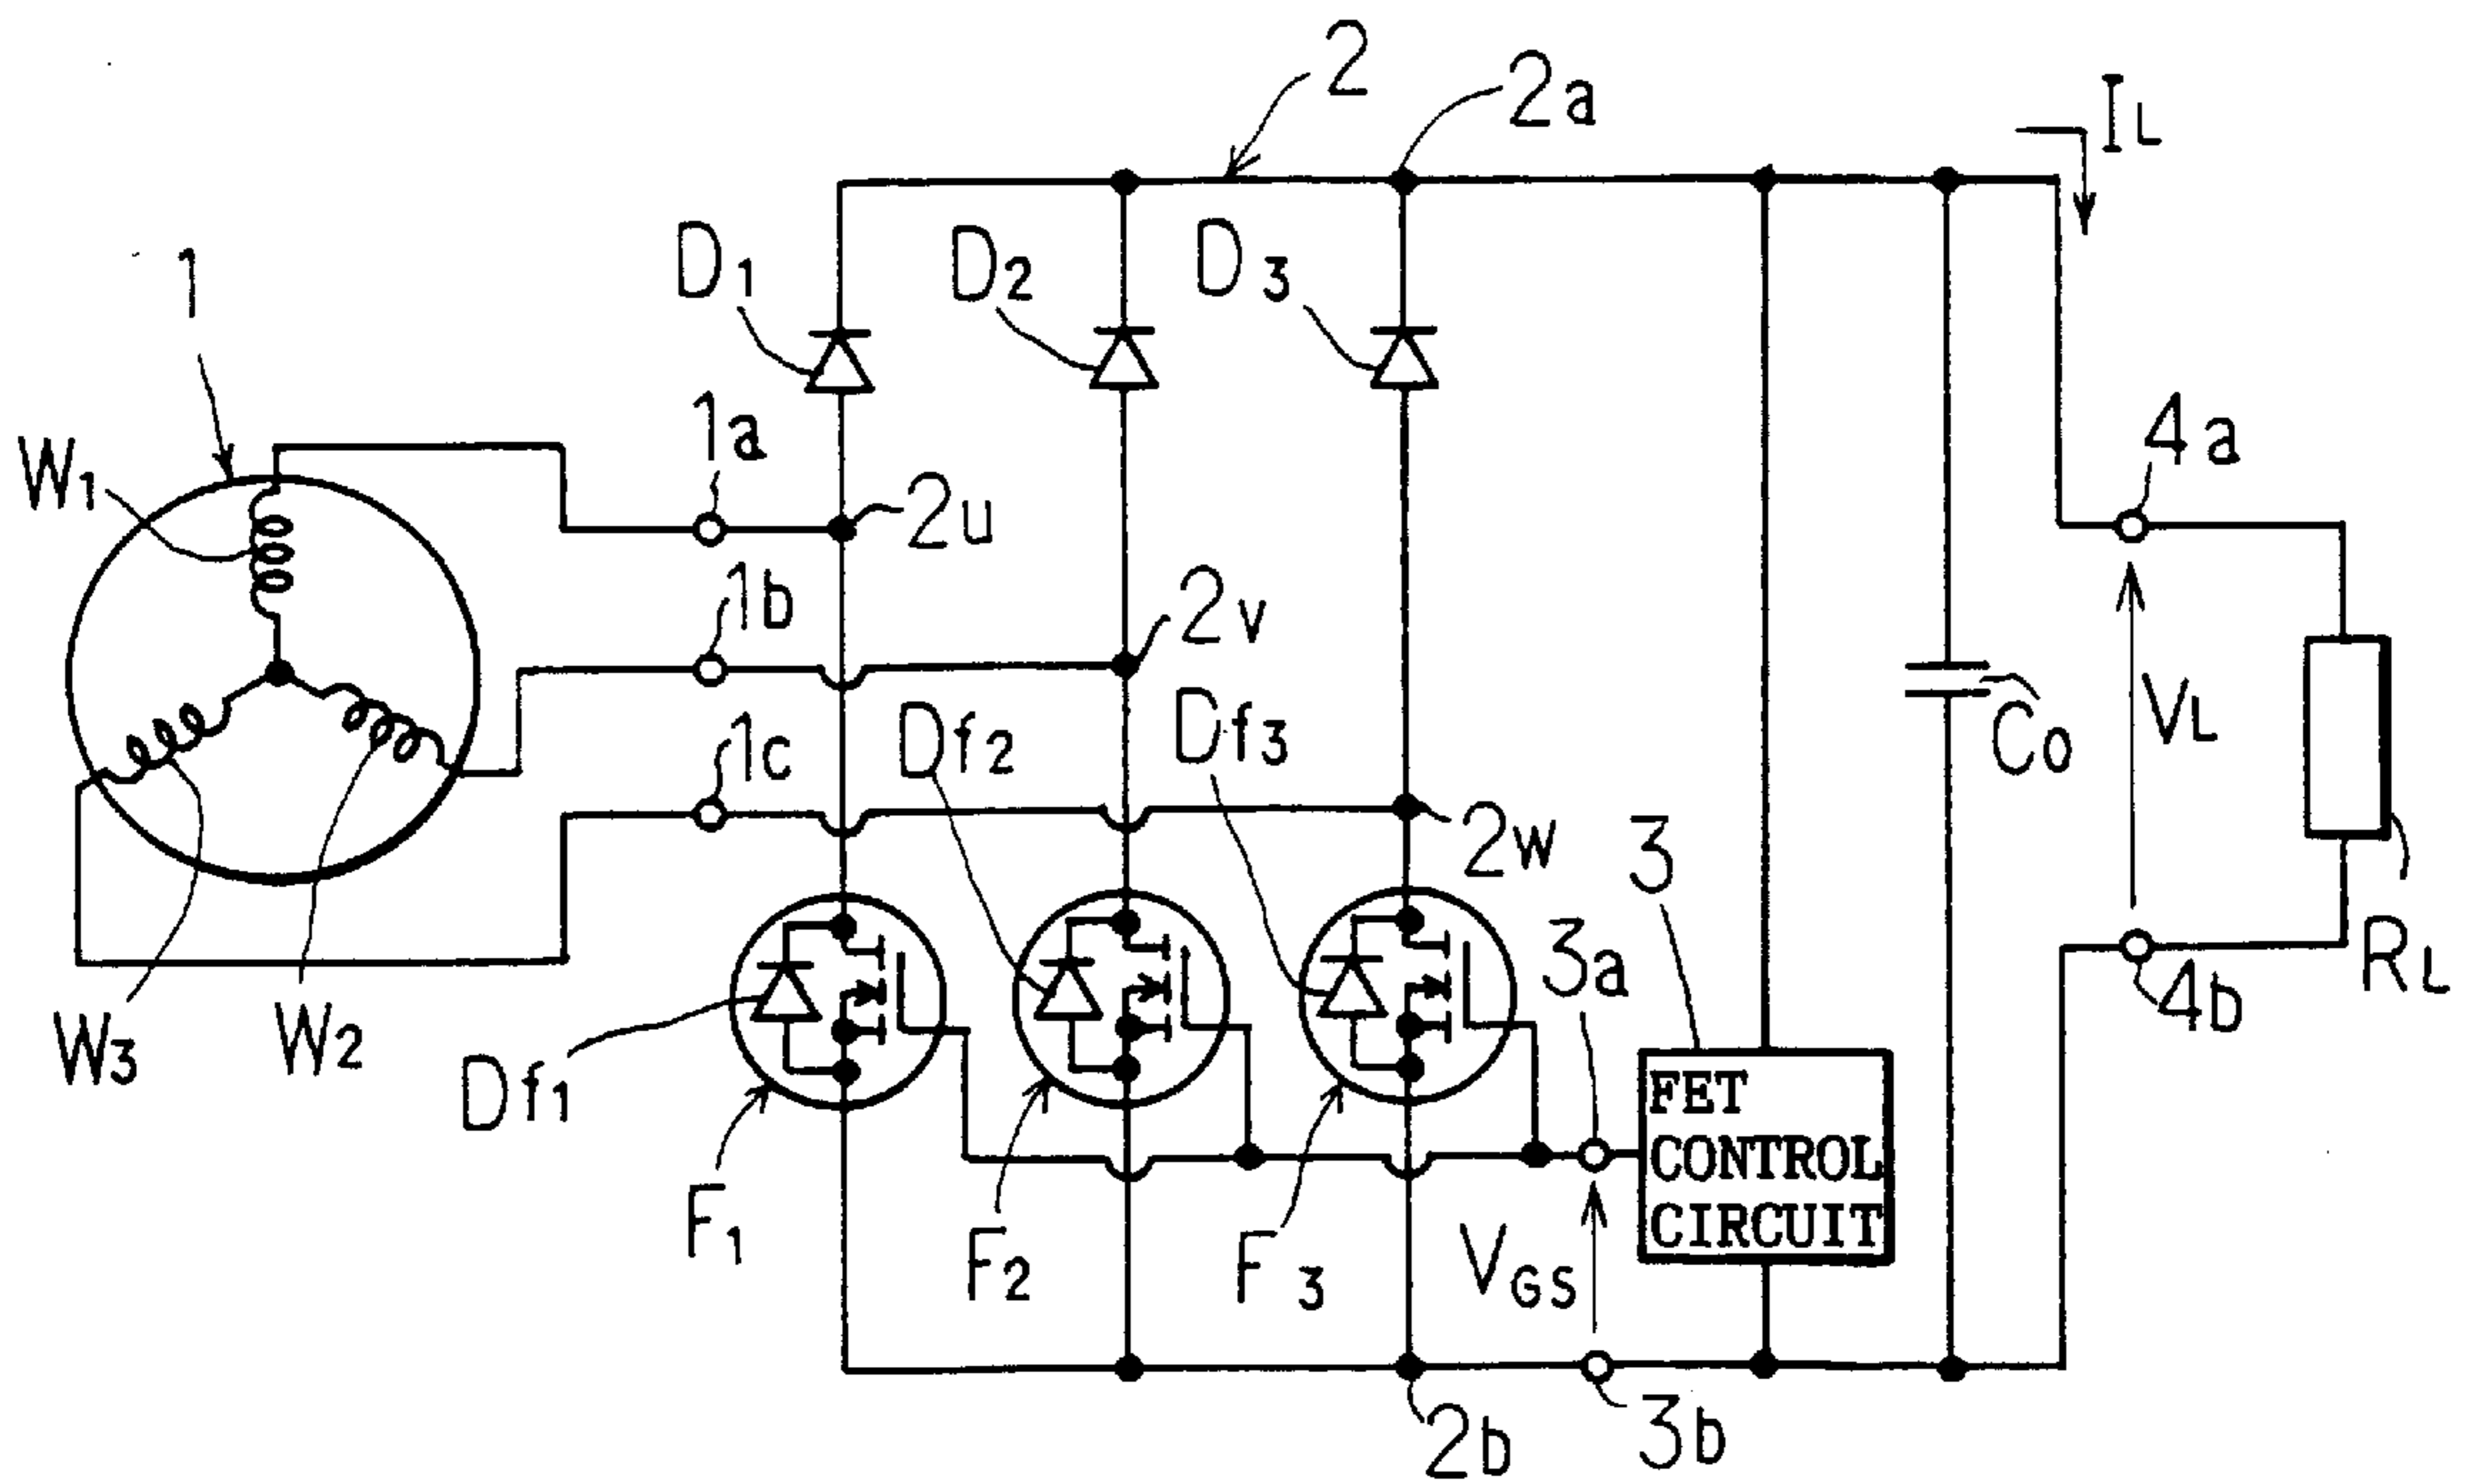 2
2a
IL
D1
D2
D3
1
1a
4a
W1
2u
1b
2v
Df2
Df3
VL
C0
1c
2w
3
3a
RL
4b
W3
W2
Df1
FET
CONTROL
CIRCUIT
F1
F2
F3
VGS
3b
2b